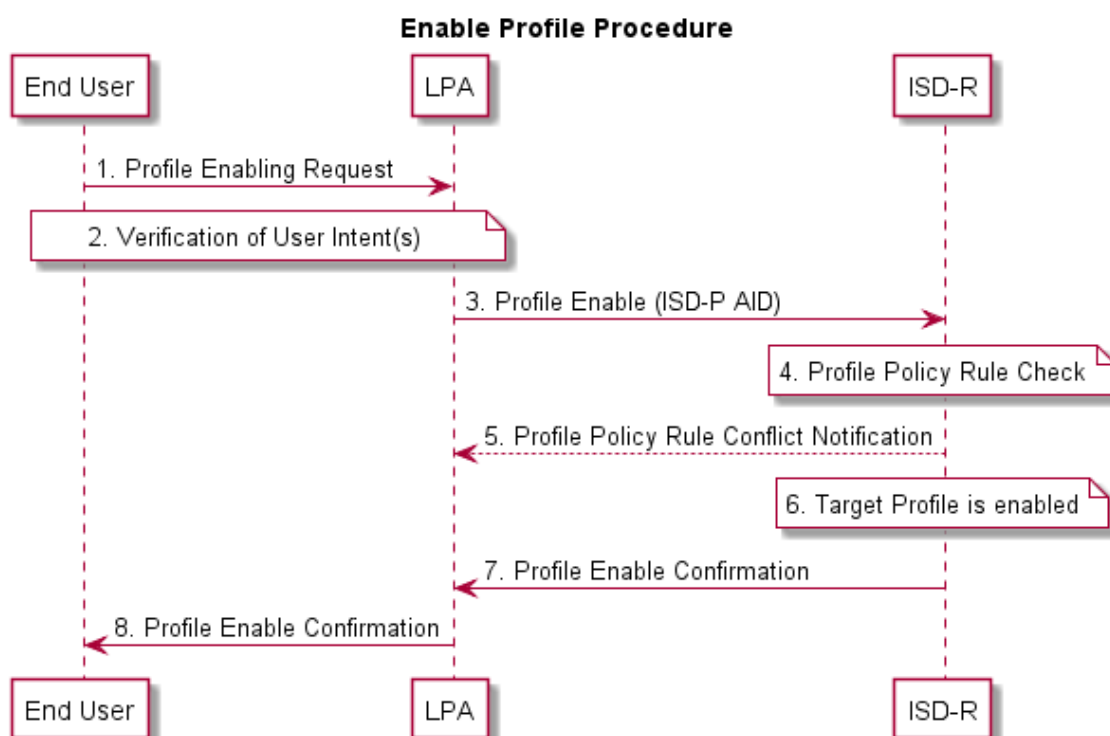 Enable Profile Procedure
End User
LPA
ISD-R
1. Profile Enabling Request
2. Verification of User Intent(s)
3. Profile Enable (ISD-P AID)
4. Profile Policy Rule Check
5. Profile Policy Rule Conflict Notification
6. Target Profile is enabled
7. Profile Enable Confirmation
8. Profile Enable Confirmation
End User
LPA
ISD-R